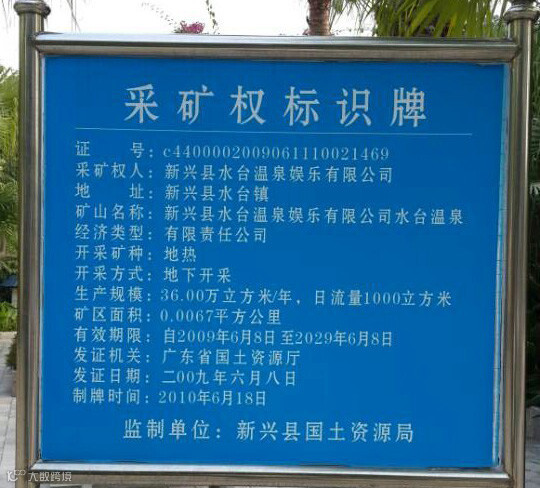 采矿权标识牌
证 号：c4400002009061110021469
采矿权人：新兴县水台温泉娱乐有限公司
地 址：新兴县水台镇
矿山名称：新兴县水台温泉娱乐有限公司水台温泉
经济类型：有限责任公司
开采矿种：地热
开采方式：地下开采
生产规模：36.00万立方米/年，日流量1000立方米
矿区面积：0.0067平方公里
有效期限：自2009年6月8日至2029年6月8日
发证机关：广东省国土资源厅
发证日期：二00九年六月八日
制牌时间：2010年6月18日
监制单位：新兴县国土资源局
大数跨境